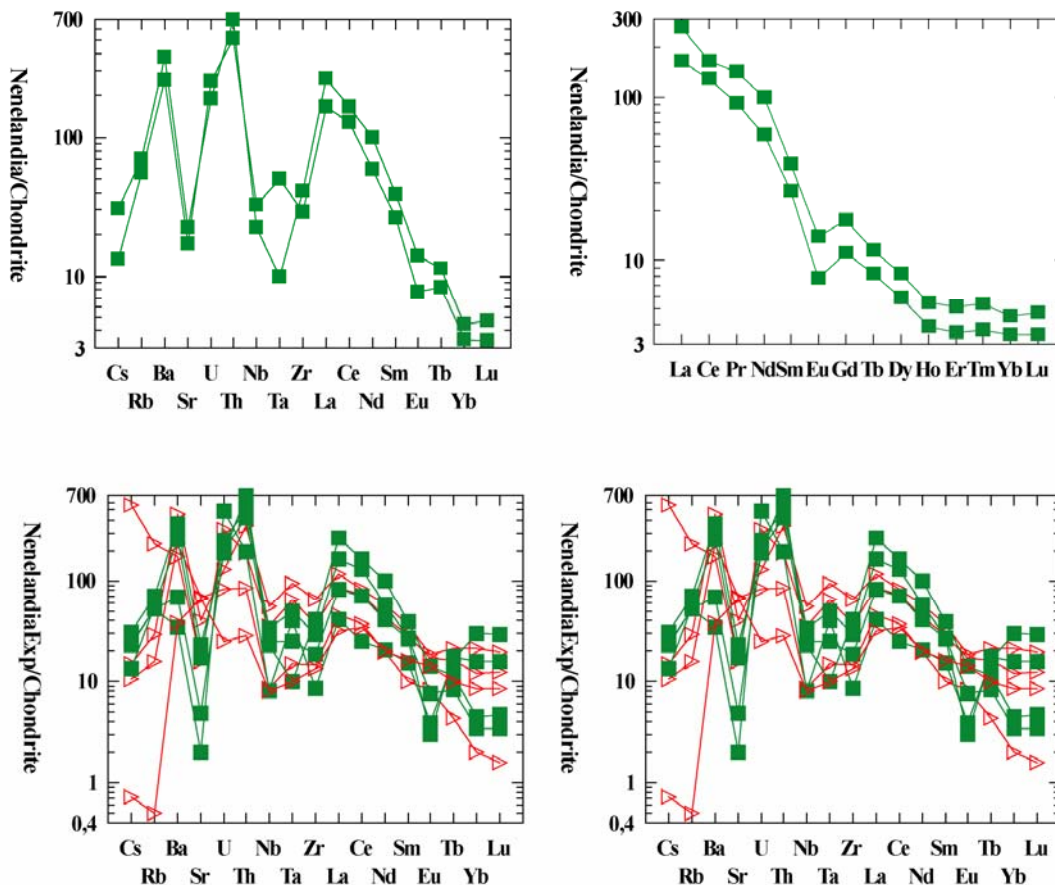 Nenelandia/Chondrite
700
100
10
3
Cs Ba U Nb Zr Ce Sm Tb Lu
Rb Sr Th Ta La Nd Eu Yb
Nenelandia/Chondrite
300
100
10
3
La Ce Pr Nd Sm Eu Gd Tb Dy Ho Er Tm Yb Lu
NenelandiaExp/Chondrite
700
100
10
1
0,4
Cs Ba U Nb Zr Ce Sm Tb Lu
Rb Sr Th Ta La Nd Eu Yb
NenelandiaExp/Chondrite
700
100
10
1
0,4
Cs Ba U Nb Zr Ce Sm Tb Lu
Rb Sr Th Ta La Nd Eu Yb